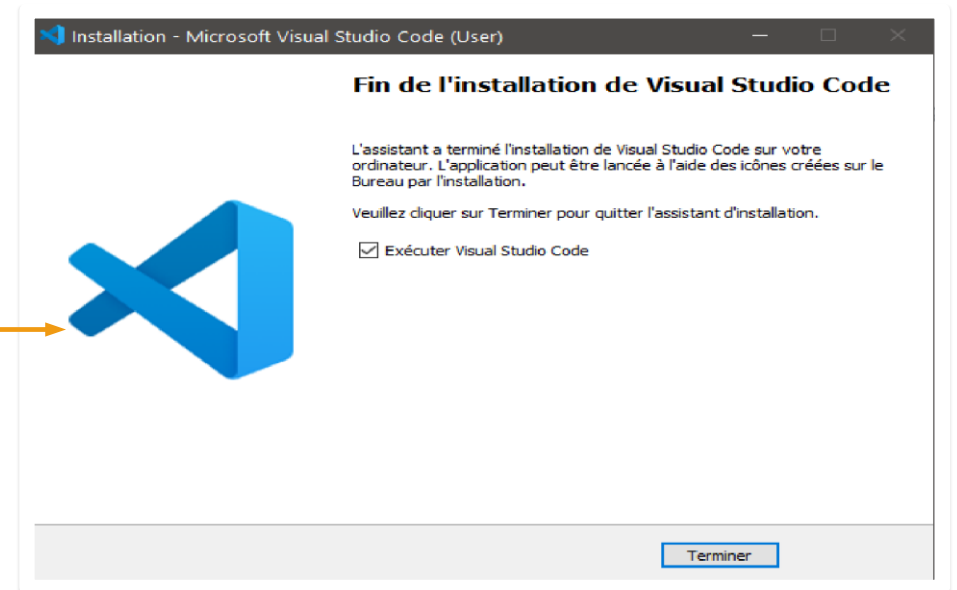 Installation - Microsoft Visual Studio Code (User)
Fin de l'installation de Visual Studio Code
L'assistant a terminé l'installation de Visual Studio Code sur votre
ordinateur. L'application peut être lancée à l'aide des icônes créées sur le
Bureau par l'installation.
Veuillez cliquer sur Terminer pour quitter l'assistant d'installation.
Exécuter Visual Studio Code
Terminer